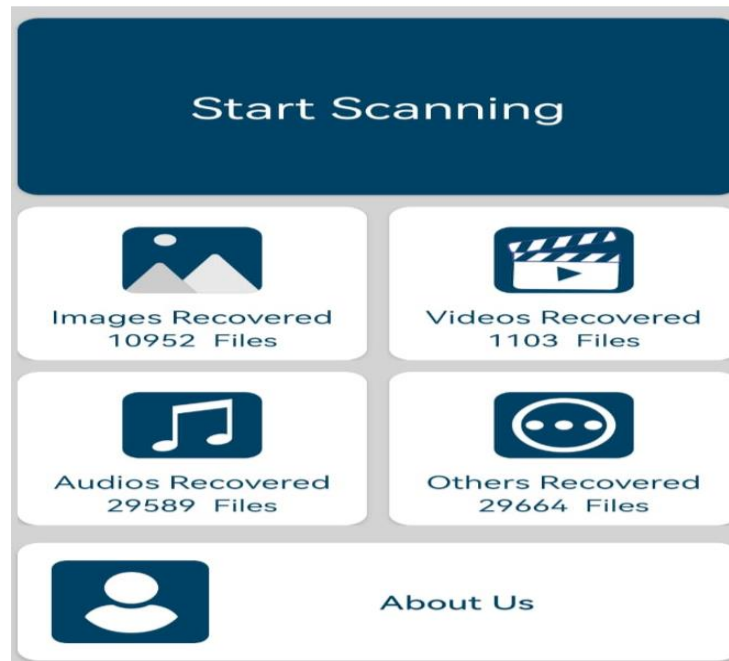 Start Scanning
Images Recovered
10952 Files
Videos Recovered
1103 Files
Audios Recovered
29589 Files
Others Recovered
29664 Files
About Us